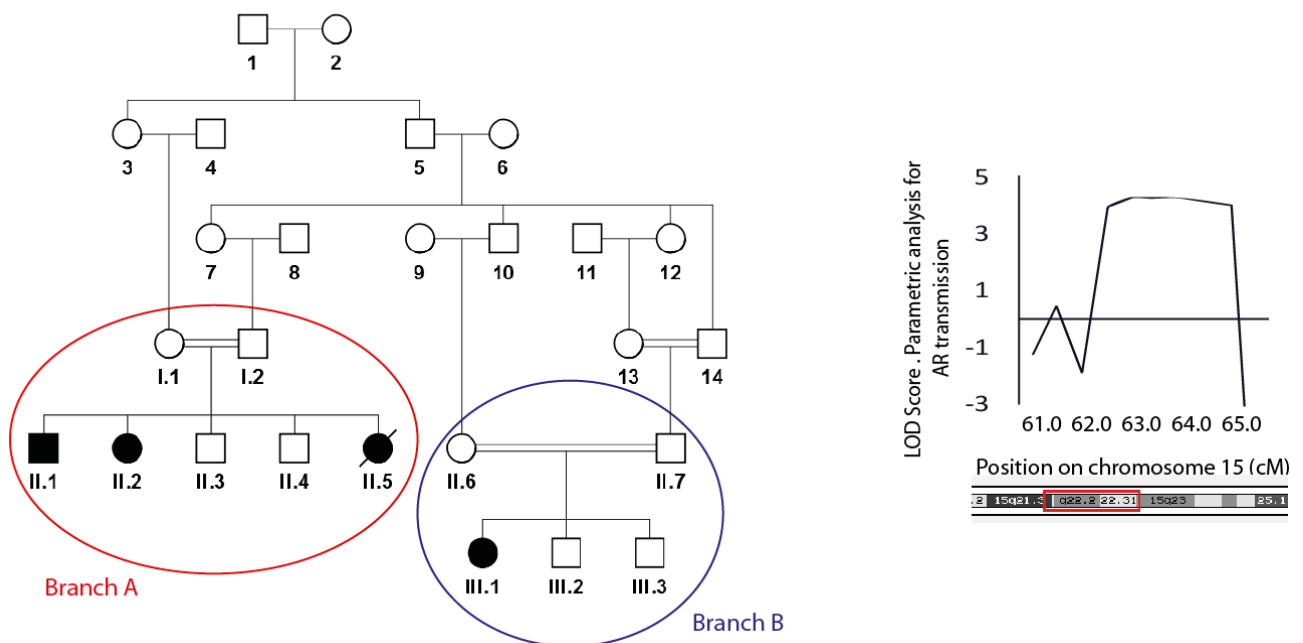 1 2
3 4 5 6
7 8 9 10 11 12
I.1 I.2 13 14
II.1 II.2 II.3 II.4 II.5 II.6 II.7
III.1 III.2 III.3
Branch A
Branch B
LOD Score . Parametric analysis for
AR transmission
5
3
1
-1
-3
61.0 62.0 63.0 64.0 65.0
Position on chromosome 15 (cM)
.2 15q21.3 q22.2 22.31 15q23 25.1